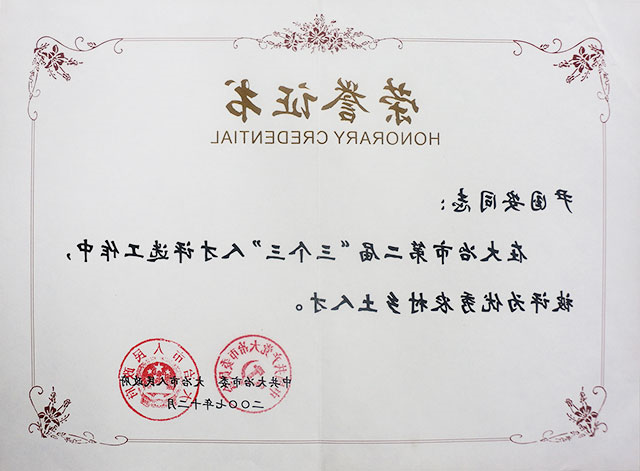 荣誉证书
HONORARY CREDENTIAL
尹国安同志：
在大冶市第二届“三个三”人才评选工作中，
被评为优秀农村乡土人才。
中共大冶市委 大冶市人民政府
二〇〇七年十二月